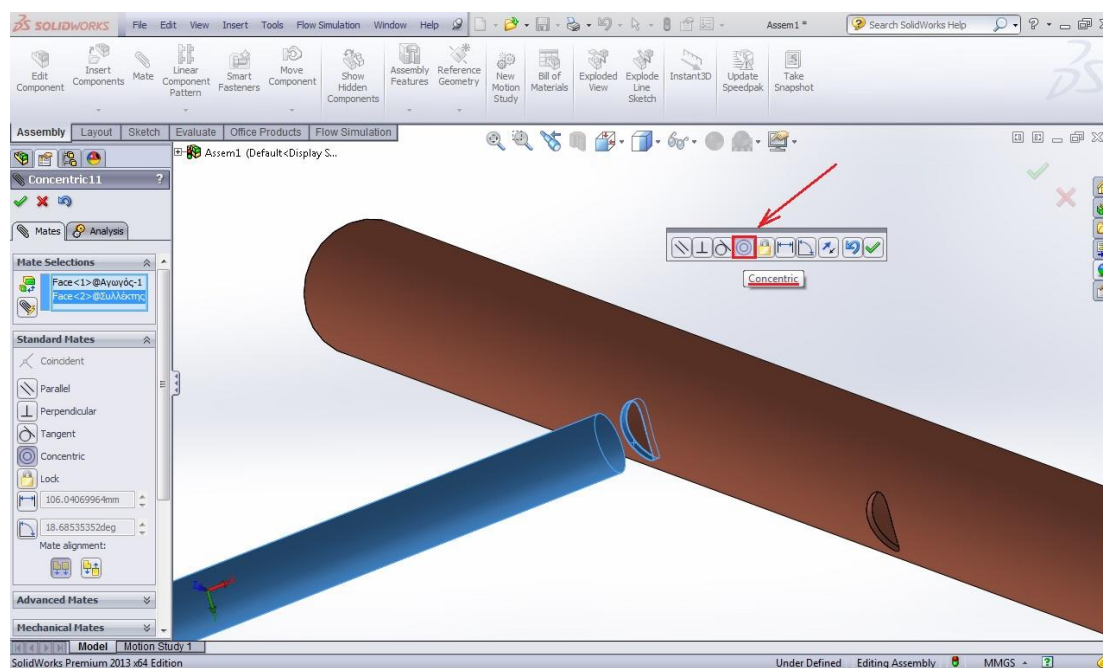 SOLIDWORKS File Edit View Insert Tools Flow Simulation Window Help Assem1 * Search SolidWorks Help
Edit Component
Insert Components
Mate
Linear Component Pattern
Smart Fasteners
Move Component
Show Hidden Components
Assembly Features
Reference Geometry
New Motion Study
Bill of Materials
Exploded View
Explode Line Sketch
Instant3D
Update Speedpak
Take Snapshot
Assembly Layout Sketch Evaluate Office Products Flow Simulation
Assem1 (Default<Display S...
Concentric11 ?
Mates Analysis
Mate Selections
Face<1>@Αγωγός-1
Face<2>@Συλλέκτης
Concentric
Standard Mates
Coincident
Parallel
Perpendicular
Tangent
Concentric
Lock
106.04069964mm
18.68535352deg
Mate alignment:
Advanced Mates
Mechanical Mates
Model Motion Study 1
SolidWorks Premium 2013 x64 Edition Under Defined Editing Assembly MMGS